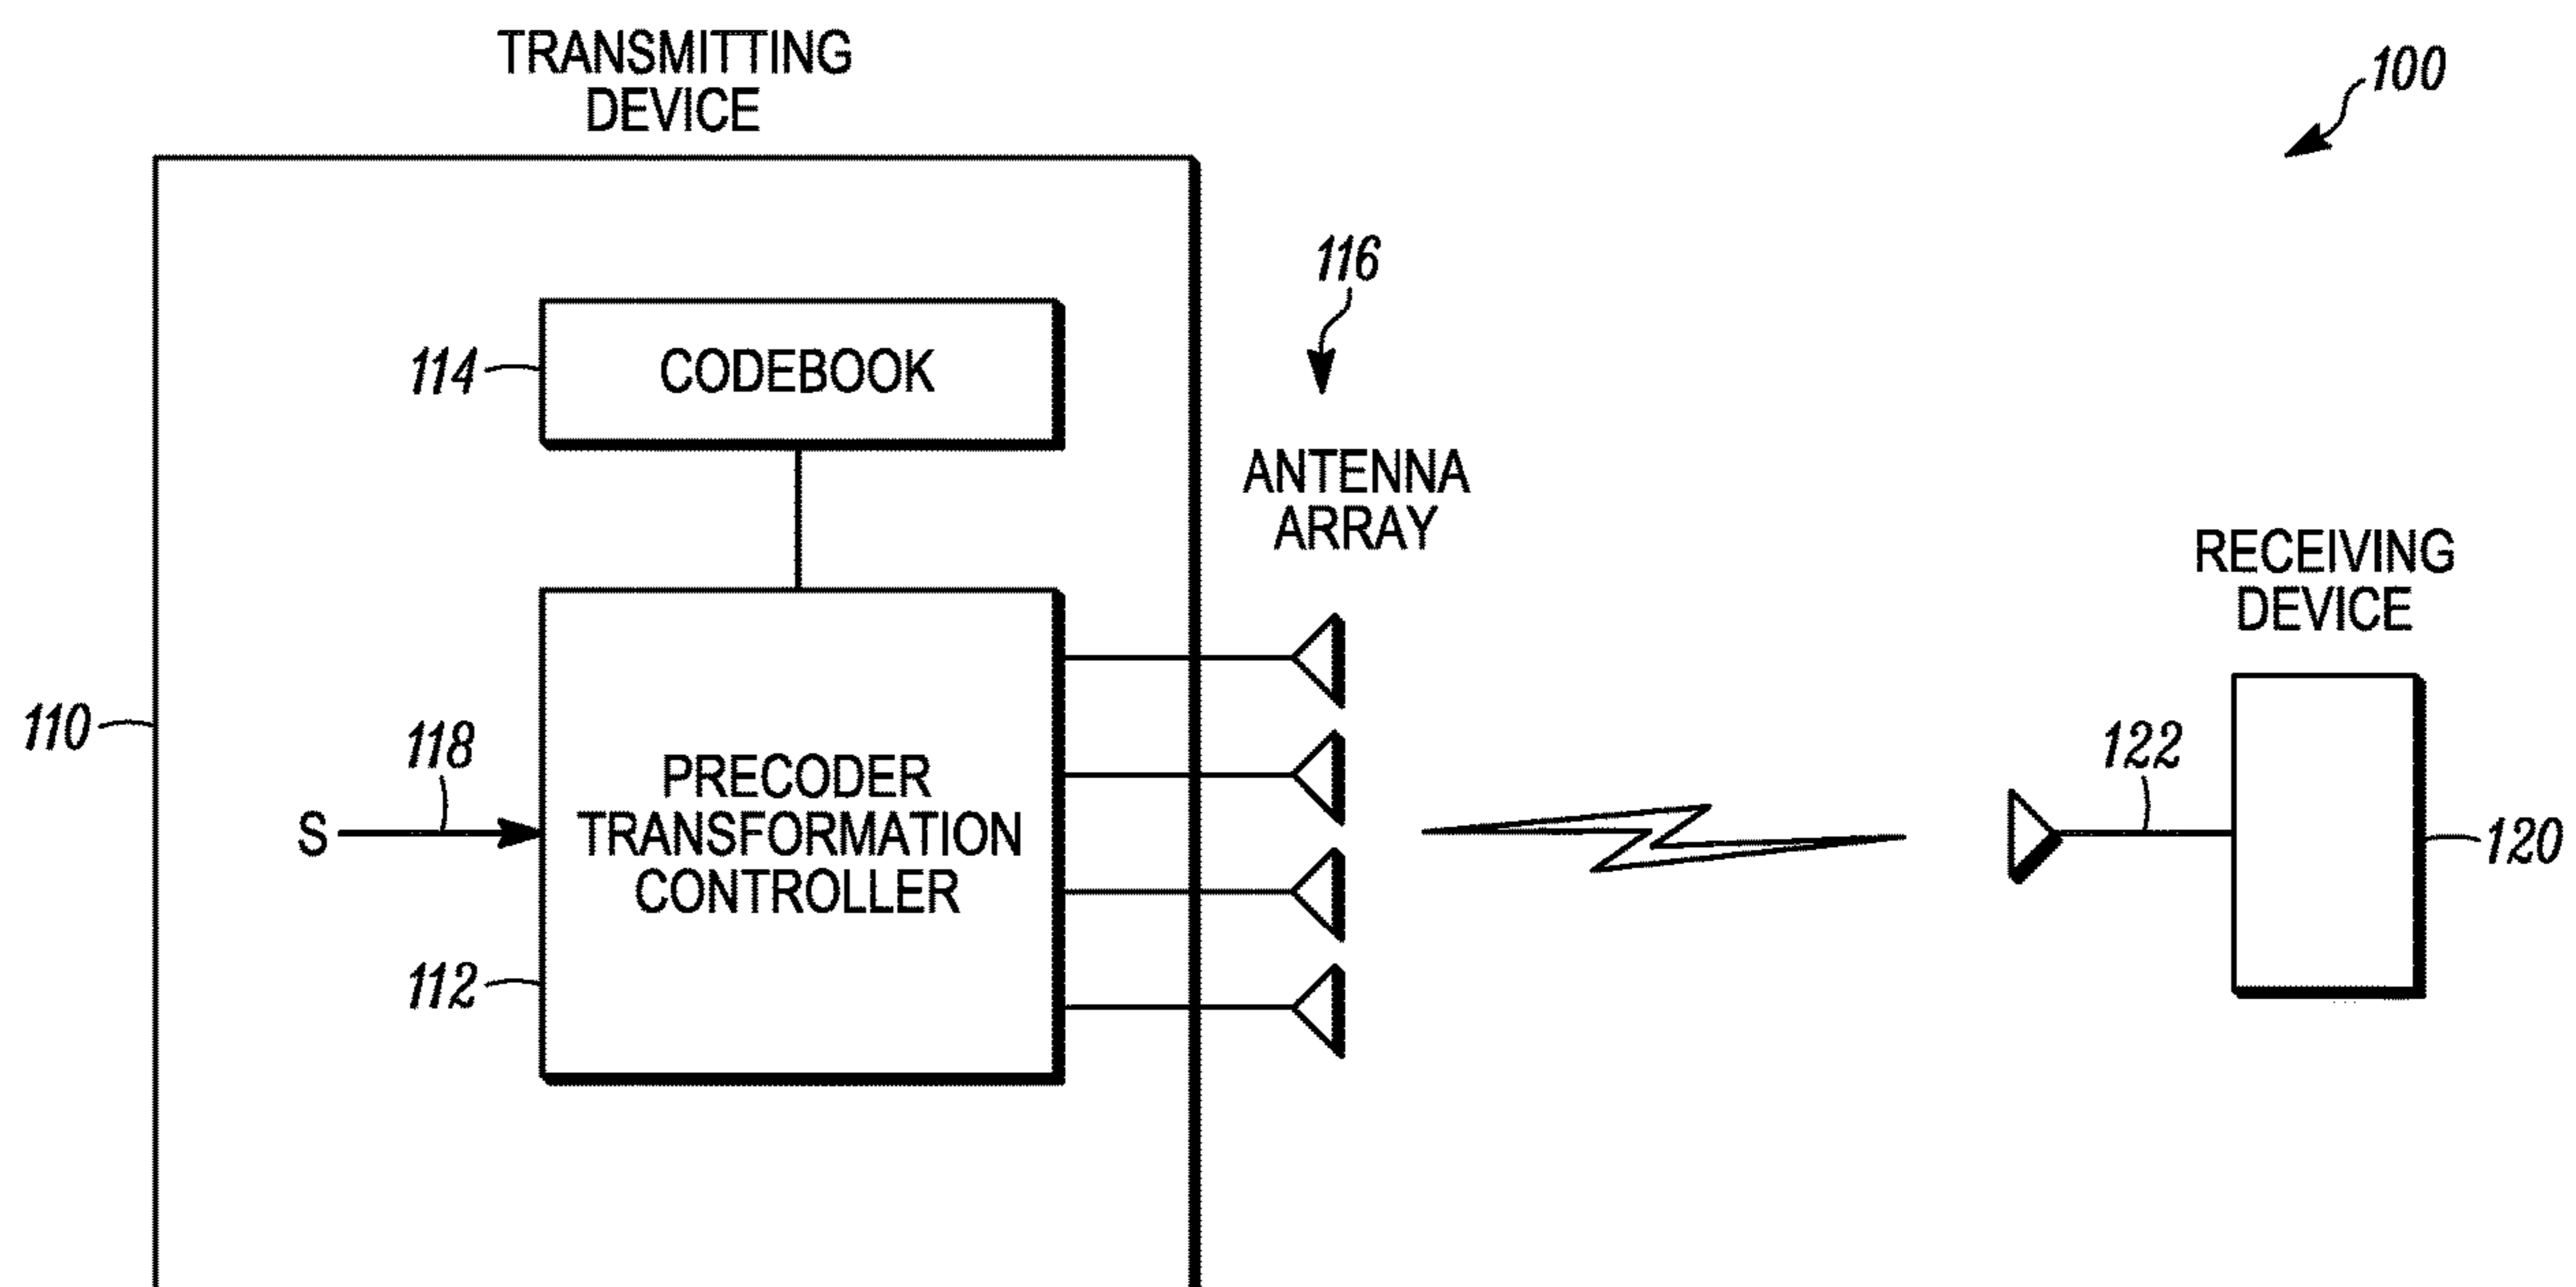 TRANSMITTING
DEVICE
100
116
114
CODEBOOK
ANTENNA
ARRAY
RECEIVING
DEVICE
110
118
122
S
PRECODER
TRANSFORMATION
CONTROLLER
120
112